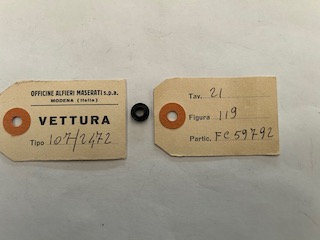 OFFICINE ALFIERI MASERATI s.p.a.
MODENA (Italia)
VETTURA
Tipo 107/2472
Tav. 21
Figura 119
Partic. FC 59792